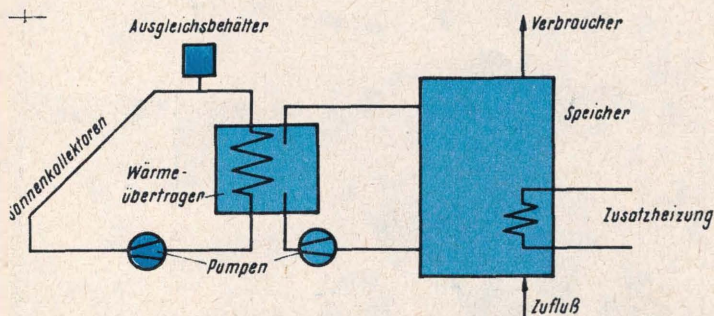 Ausgleichsbehälter
Verbraucher
Sonnenkollektoren
Speicher
Wärme-
übertrager
Zusatzheizung
Pumpen
Zufluß